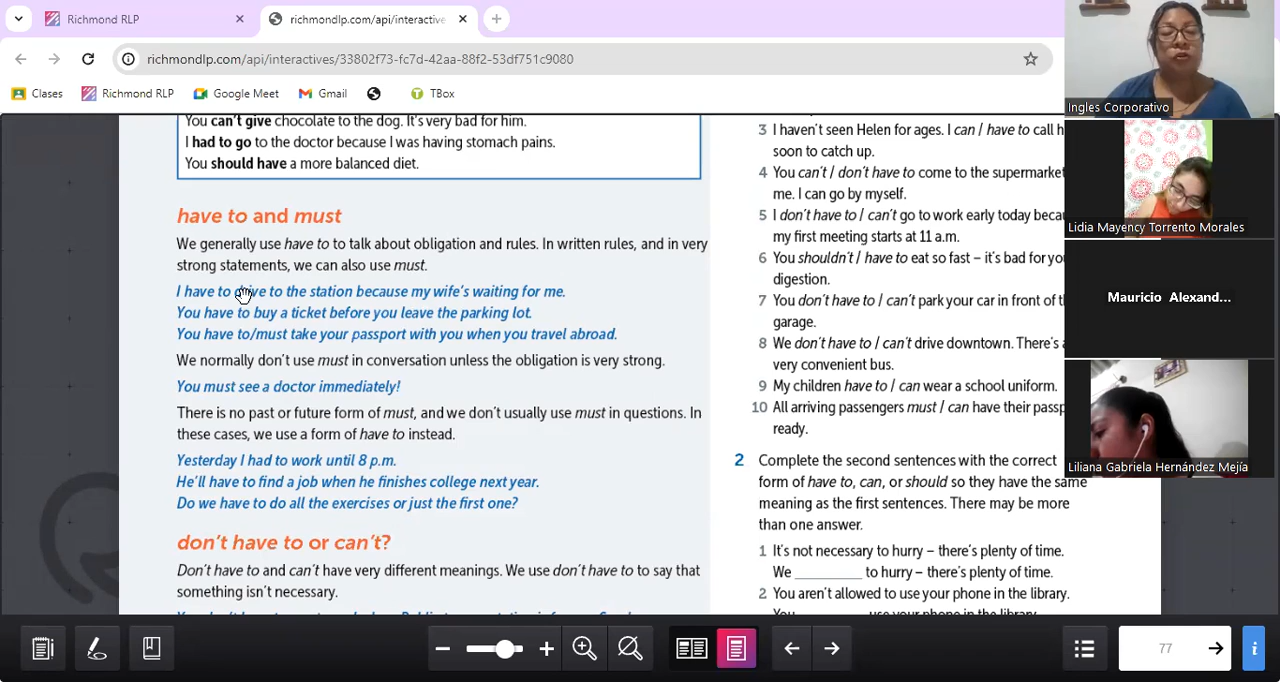 Richmond RLP
richmondlp.com/api/interactive
richmondlp.com/api/interactives/33802f73-fc7d-42aa-88f2-53df751c9080
Clases
Richmond RLP
Google Meet
Gmail
TBox
You can't give chocolate to the dog. It's very bad for him.
I had to go to the doctor because I was having stomach pains.
You should have a more balanced diet.
have to and must
We generally use have to to talk about obligation and rules. In written rules, and in very
strong statements, we can also use must.
I have to drive to the station because my wife's waiting for me.
You have to buy a ticket before you leave the parking lot.
You have to/must take your passport with you when you travel abroad.
We normally don't use must in conversation unless the obligation is very strong.
You must see a doctor immediately!
There is no past or future form of must, and we don't usually use must in questions. In
these cases, we use a form of have to instead.
Yesterday I had to work until 8 p.m.
He'll have to find a job when he finishes college next year.
Do we have to do all the exercises or just the first one?
don't have to or can't?
Don't have to and can't have very different meanings. We use don't have to to say that
something isn't necessary.
3 I haven't seen Helen for ages. I can / have to call h
soon to catch up.
4 You can't / don't have to come to the supermarket
me. I can go by myself.
5 I don't have to / can't go to work early today beca
my first meeting starts at 11 a.m.
6 You shouldn't / have to eat so fast – it's bad for yo
digestion.
7 You don't have to / can't park your car in front of t
garage.
8 We don't have to / can't drive downtown. There's a
very convenient bus.
9 My children have to / can wear a school uniform.
10 All arriving passengers must / can have their passp
ready.
2 Complete the second sentences with the correct
form of have to, can, or should so they have the same
meaning as the first sentences. There may be more
than one answer.
1 It's not necessary to hurry – there's plenty of time.
We ________ to hurry – there's plenty of time.
2 You aren't allowed to use your phone in the library.
Ingles Corporativo
Lidia Mayency Torrento Morales
Mauricio Alexand...
Liliana Gabriela Hernández Mejía
77